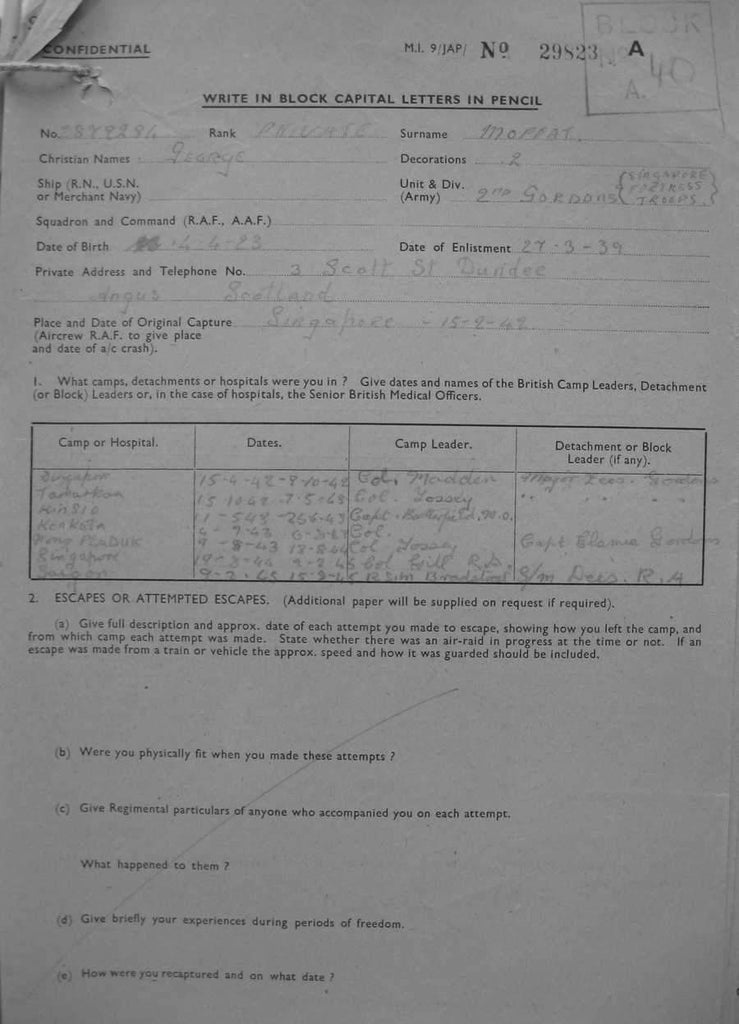 CONFIDENTIAL M.I. 9/JAP/ Nº 29823 A
BLOCK
A. 40
WRITE IN BLOCK CAPITAL LETTERS IN PENCIL
No. Rank PRIVATE Surname MOFFAT.
Christian Names George Decorations 2
Ship (R.N., U.S.N. or Merchant Navy)
Unit & Div. (Army) 2ND GORDONS {SINGAPORE FORTRESS TROOPS.}
Squadron and Command (R.A.F., A.A.F.)
Date of Birth 4-4-23 Date of Enlistment 27-3-39
Private Address and Telephone No. 3 Scott St Dundee
Angus Scotland
Place and Date of Original Capture Singapore - 15-2-42
(Aircrew R.A.F. to give place
and date of a/c crash).
1. What camps, detachments or hospitals were you in ? Give dates and names of the British Camp Leaders, Detachment
(or Block) Leaders or, in the case of hospitals, the Senior British Medical Officers.
Camp or Hospital. Dates. Camp Leader. Detachment or Block Leader (if any).
Singapore Major Gordons
Tamarkan Col.
Kinsio Capt. M.O.
Col.
Col Capt Gordons
Singapore Col Gill
Saigon R.S.M. S/m R.A
2. ESCAPES OR ATTEMPTED ESCAPES. (Additional paper will be supplied on request if required).
(a) Give full description and approx. date of each attempt you made to escape, showing how you left the camp, and
from which camp each attempt was made. State whether there was an air-raid in progress at the time or not. If an
escape was made from a train or vehicle the approx. speed and how it was guarded should be included.
(b) Were you physically fit when you made these attempts ?
(c) Give Regimental particulars of anyone who accompanied you on each attempt.
What happened to them ?
(d) Give briefly your experiences during periods of freedom.
(e) How were you recaptured and on what date ?